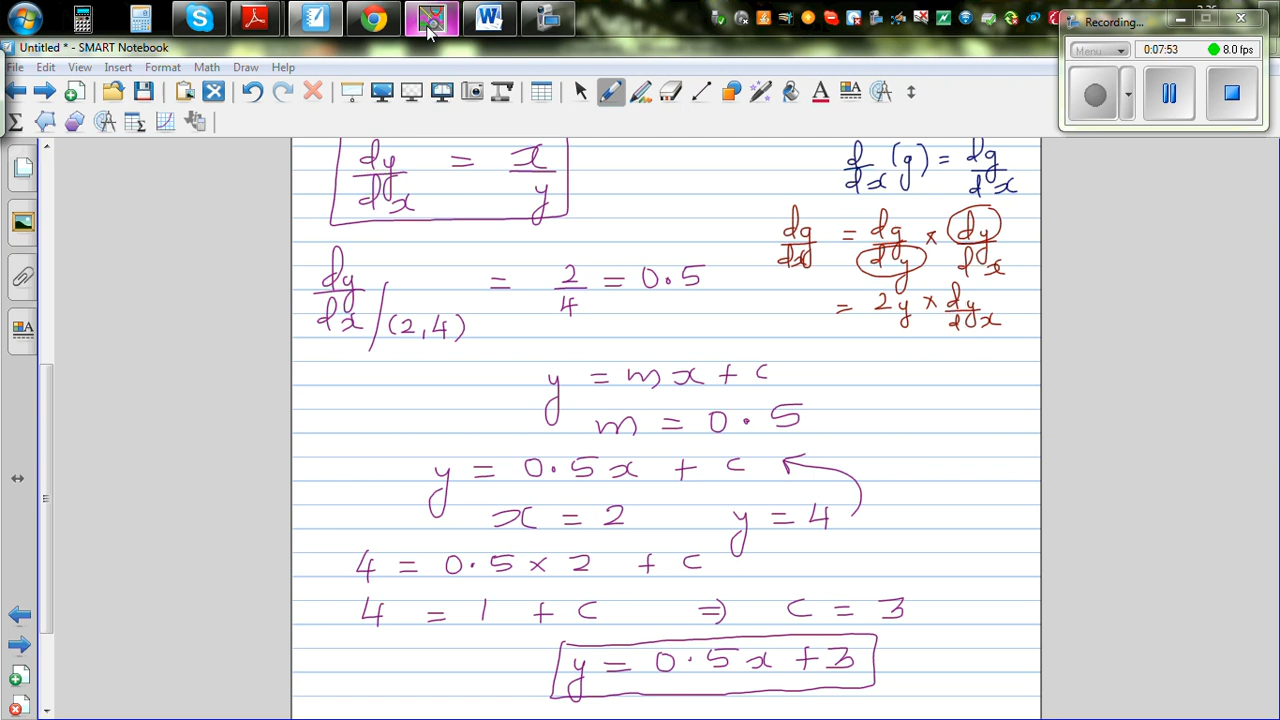 Recording...
Untitled * - SMART Notebook
Menu
00:07:53
8.0 fps
File Edit View Insert Format Math Draw Help
dy/dx = x/y
d/dx (g) = dg/dx
dg/dx = dg/dy × dy/dx
= 2y × dy/dx
dy/dx / (2,4) = 2/4 = 0.5
y = mx + c
m = 0.5
y = 0.5x + c
x = 2 y = 4
4 = 0.5 × 2 + c
4 = 1 + c ⇒ c = 3
y = 0.5x + 3